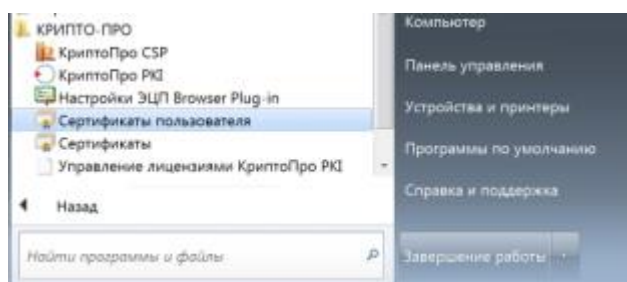 КРИПТО-ПРО
КриптоПро CSP
КриптоПро PKI
Настройки ЭЦП Browser Plug-in
Сертификаты пользователя
Сертификаты
Управление лицензиями КриптоПро PKI
Назад
Найти программы и файлы
Компьютер
Панель управления
Устройства и принтеры
Программы по умолчанию
Справка и поддержка
Завершение работы